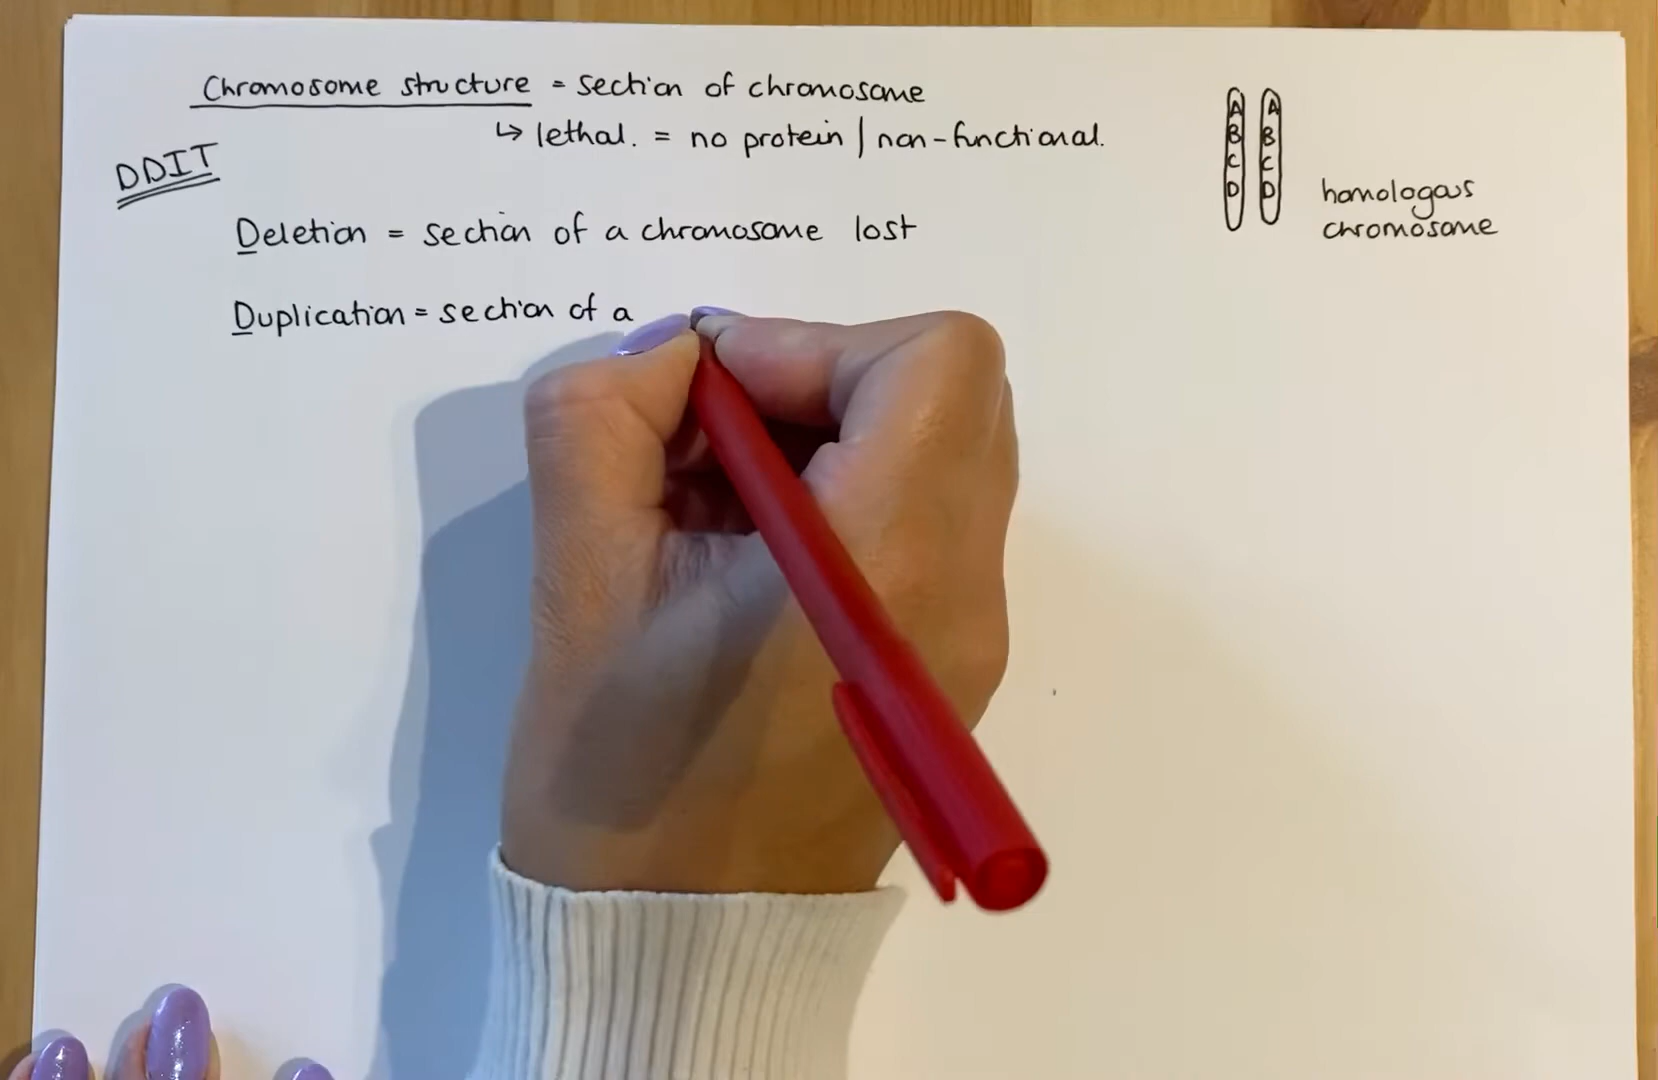 Chromosome structure = section of chromosome
↳ lethal. = no protein | non-functional.
DDIT
Deletion = section of a chromosome lost
Duplication = section of a
A A
B B
C C
D D
homologous
chromosome